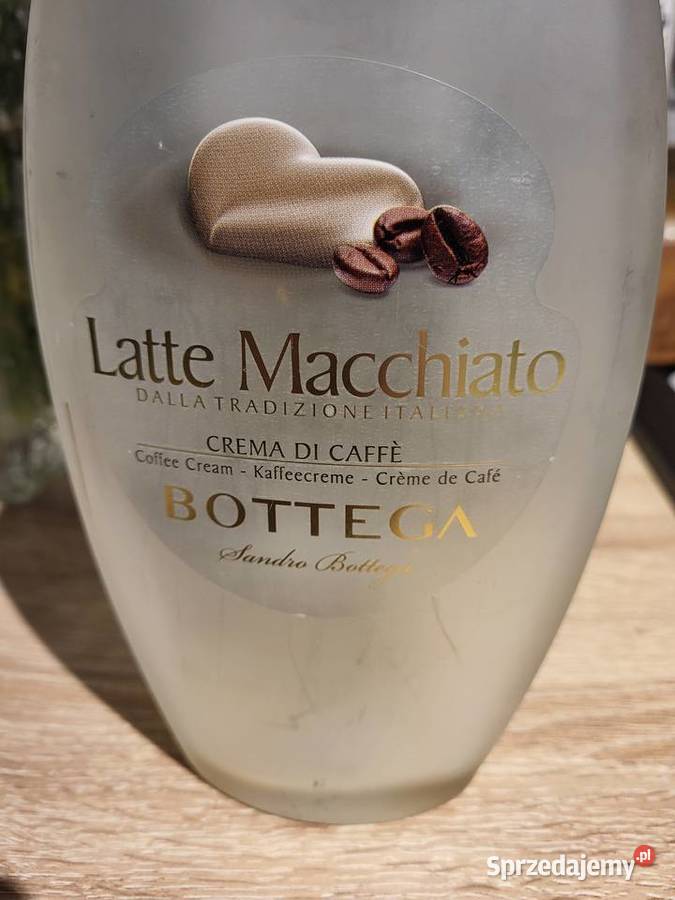 Latte Macchiato
DALLA TRADIZIONE ITALIANA
CREMA DI CAFFÈ
Coffee Cream - Kaffeecreme - Crème de Café
BOTTEGA
Sandro Bottega
Sprzedajemy.pl